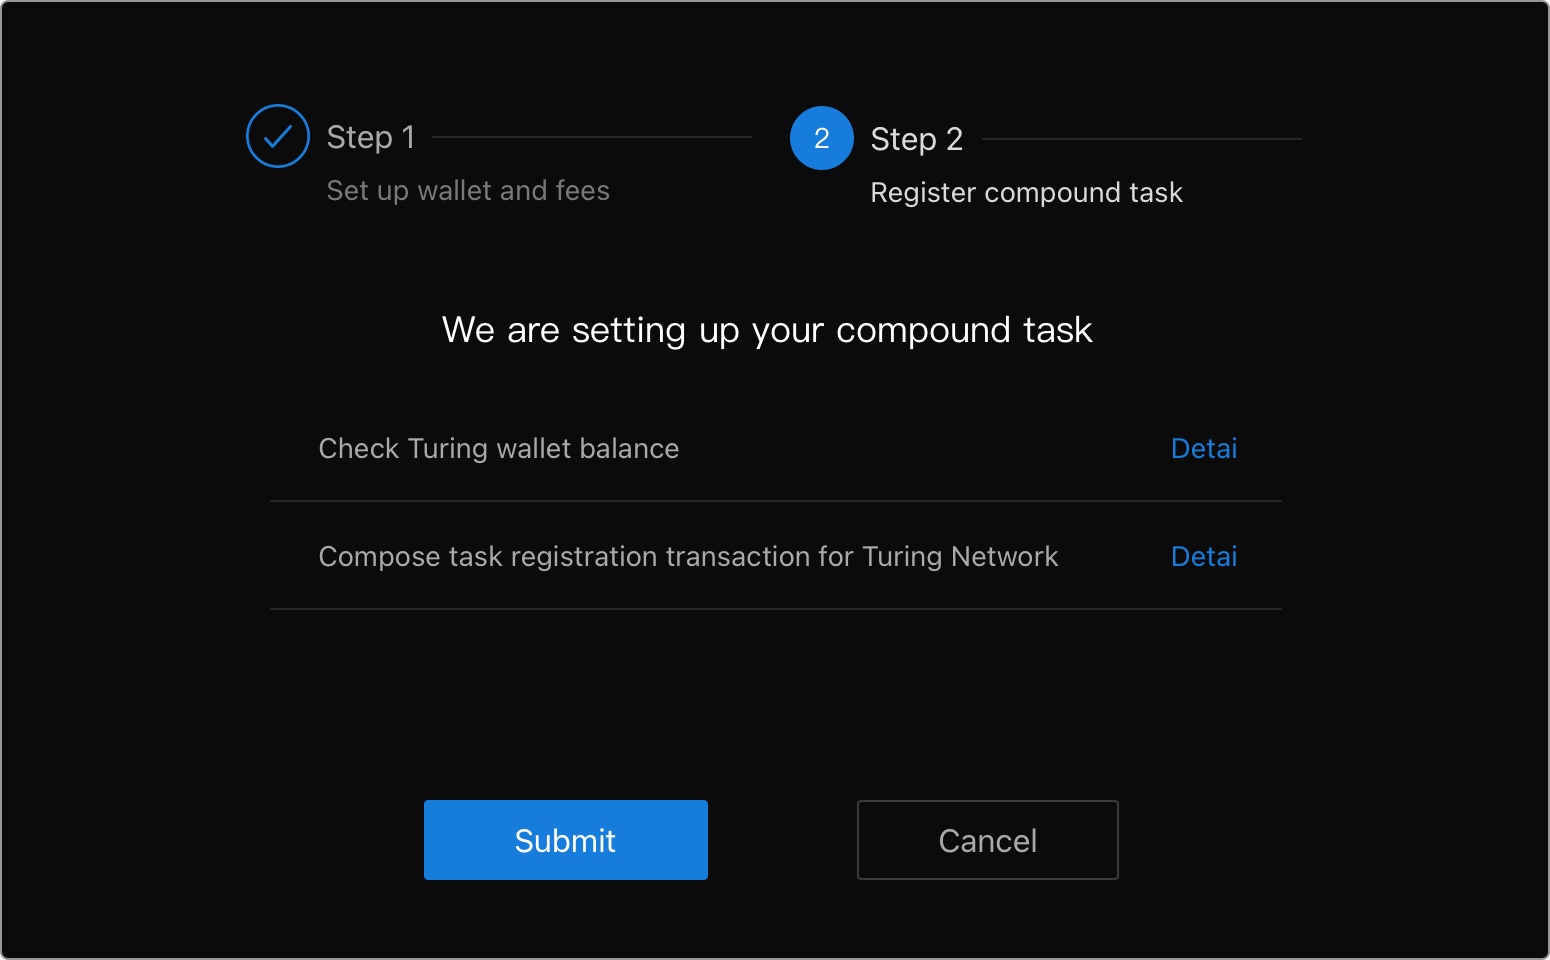 Step 1
Set up wallet and fees
2
Step 2
Register compound task
We are setting up your compound task
Check Turing wallet balance
Detai
Compose task registration transaction for Turing Network
Detai
Submit
Cancel